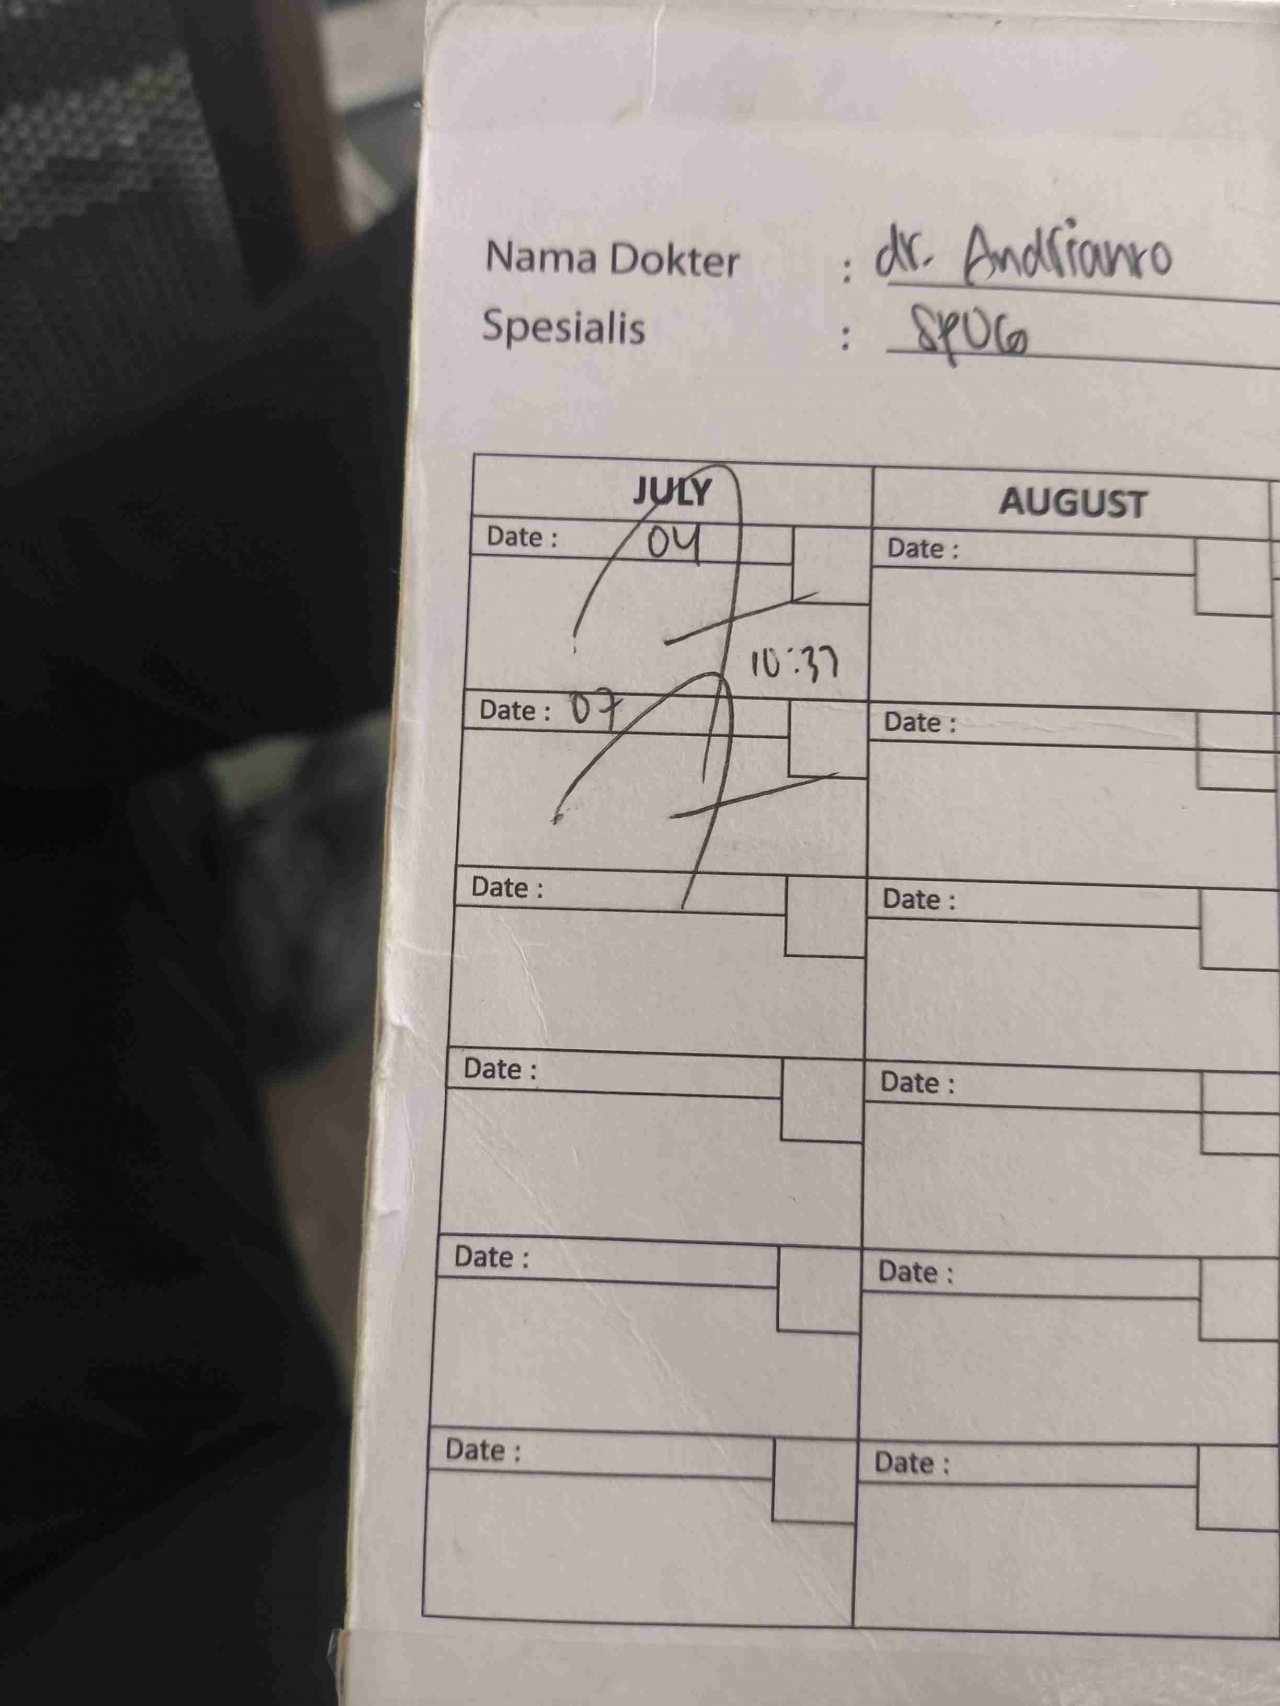 Nama Dokter : dr. Andrianro
Spesialis : SPOG
JULY AUGUST
Date : 04 Date :
10:37
Date : 07 Date :
Date : Date :
Date : Date :
Date : Date :
Date : Date :